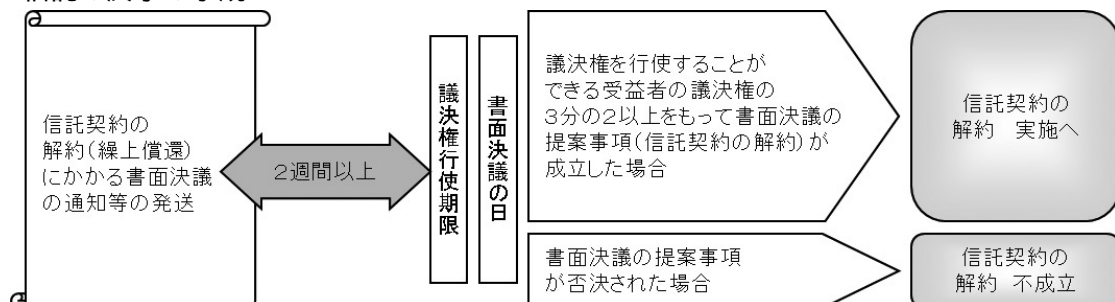 信託契約の
解約(繰上償還)
にかかる書面決議
の通知等の発送
2週間以上
議決権行使期限
書面決議の日
議決権を行使することが
できる受益者の議決権の
3分の2以上をもって書面決議の
提案事項(信託契約の解約)が
成立した場合
信託契約の
解約 実施へ
書面決議の提案事項
が否決された場合
信託契約の
解約 不成立